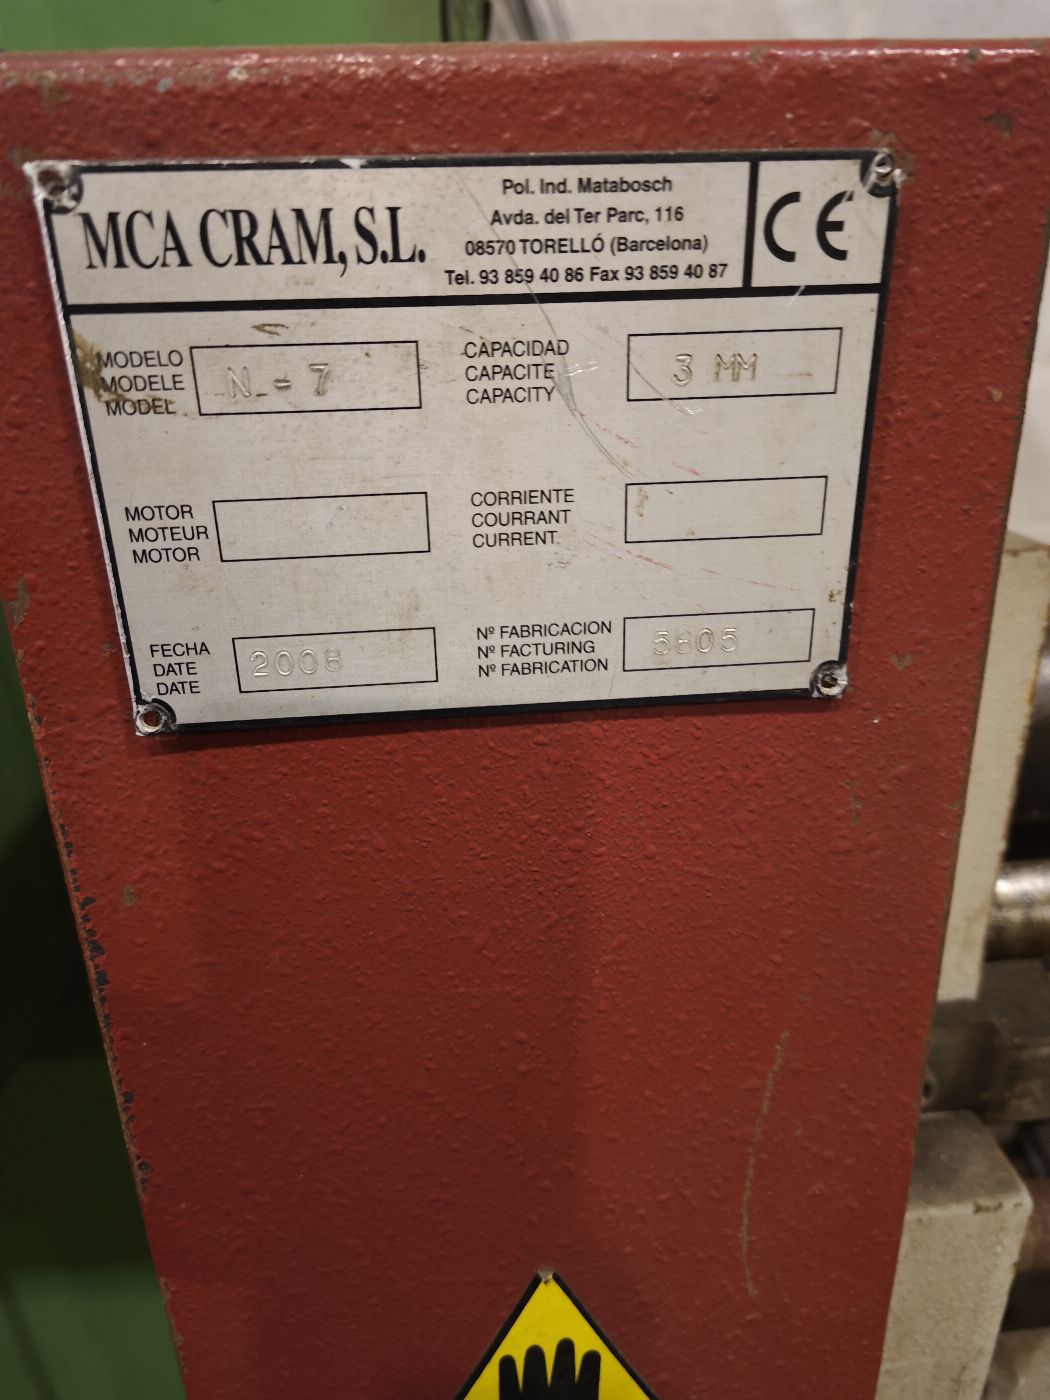 MCA CRAM, S.L.
Pol. Ind. Matabosch
Avda. del Ter Parc, 116
08570 TORELLÓ (Barcelona)
Tel. 93 859 40 86 Fax 93 859 40 87
CE
MODELO
MODELE
MODEL
N - 7
CAPACIDAD
CAPACITE
CAPACITY
3 MM
MOTOR
MOTEUR
MOTOR
CORRIENTE
COURRANT
CURRENT
FECHA
DATE
DATE
2008
Nº FABRICACION
Nº FACTURING
Nº FABRICATION
5805